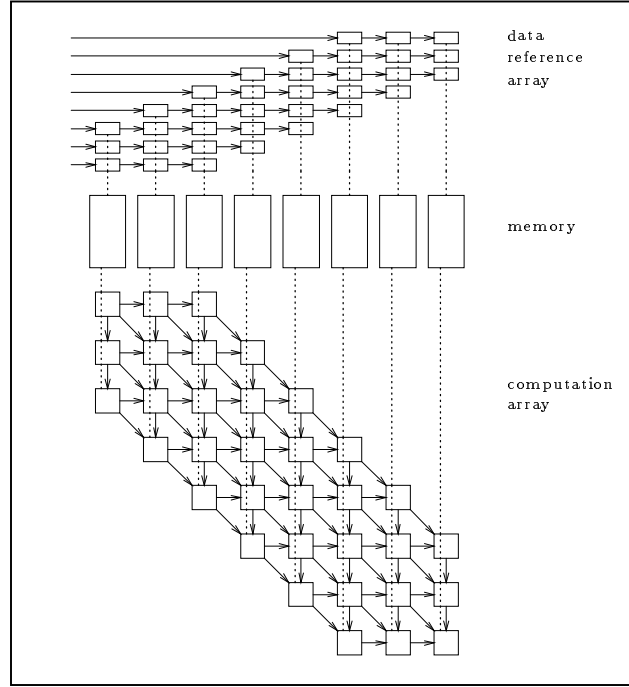 data
reference
array
memory
computation
array